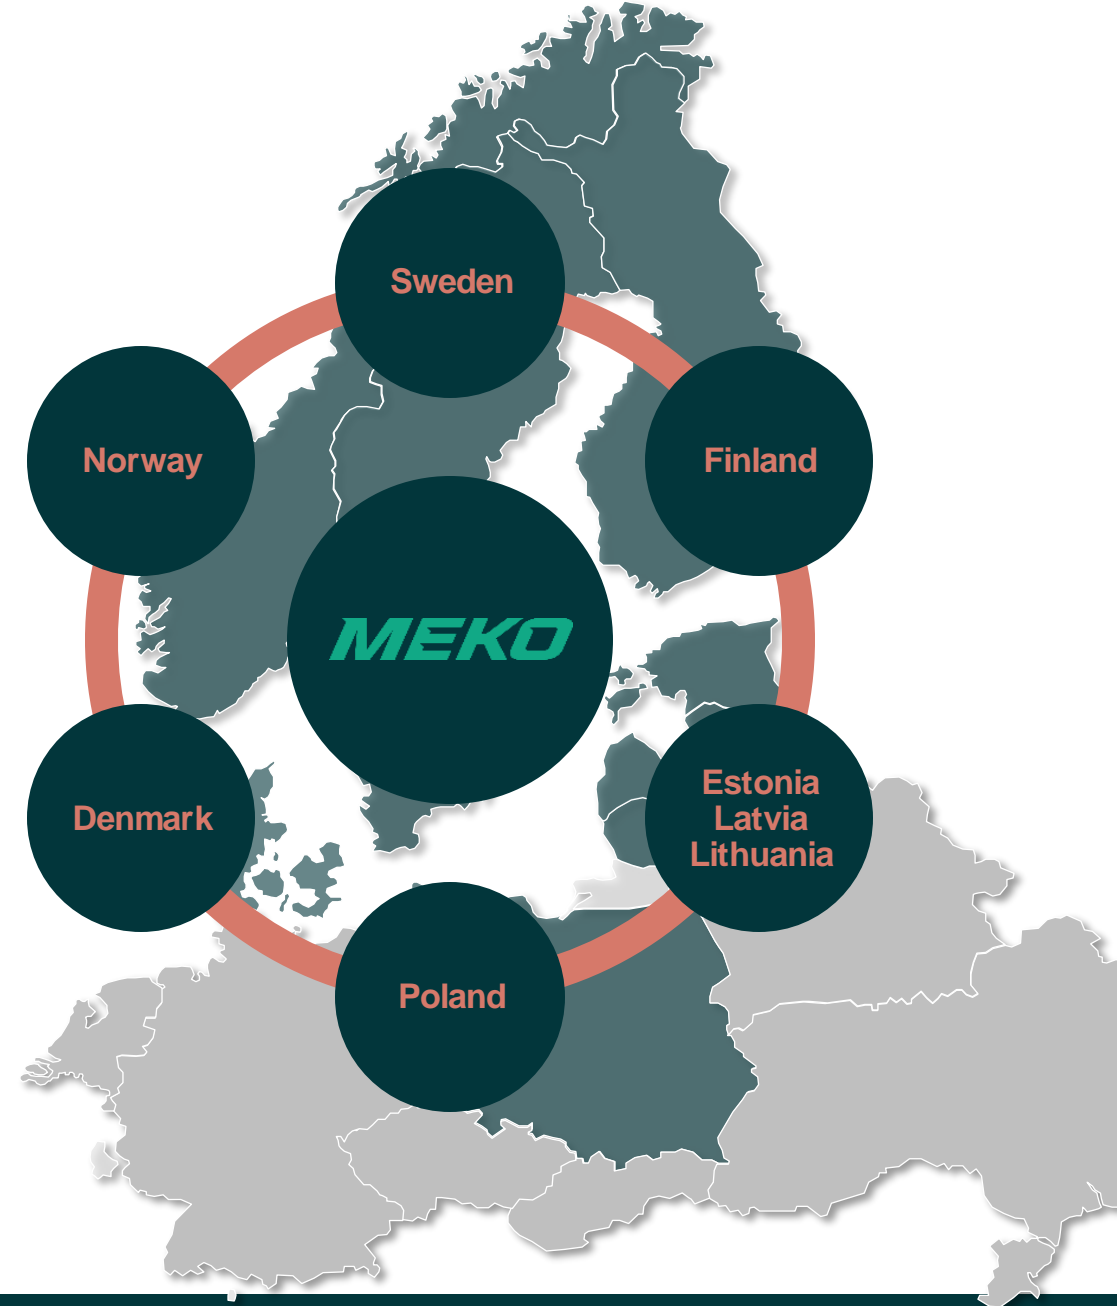 Sweden
Norway
Finland
MEKO
Denmark
Estonia
Latvia
Lithuania
Poland